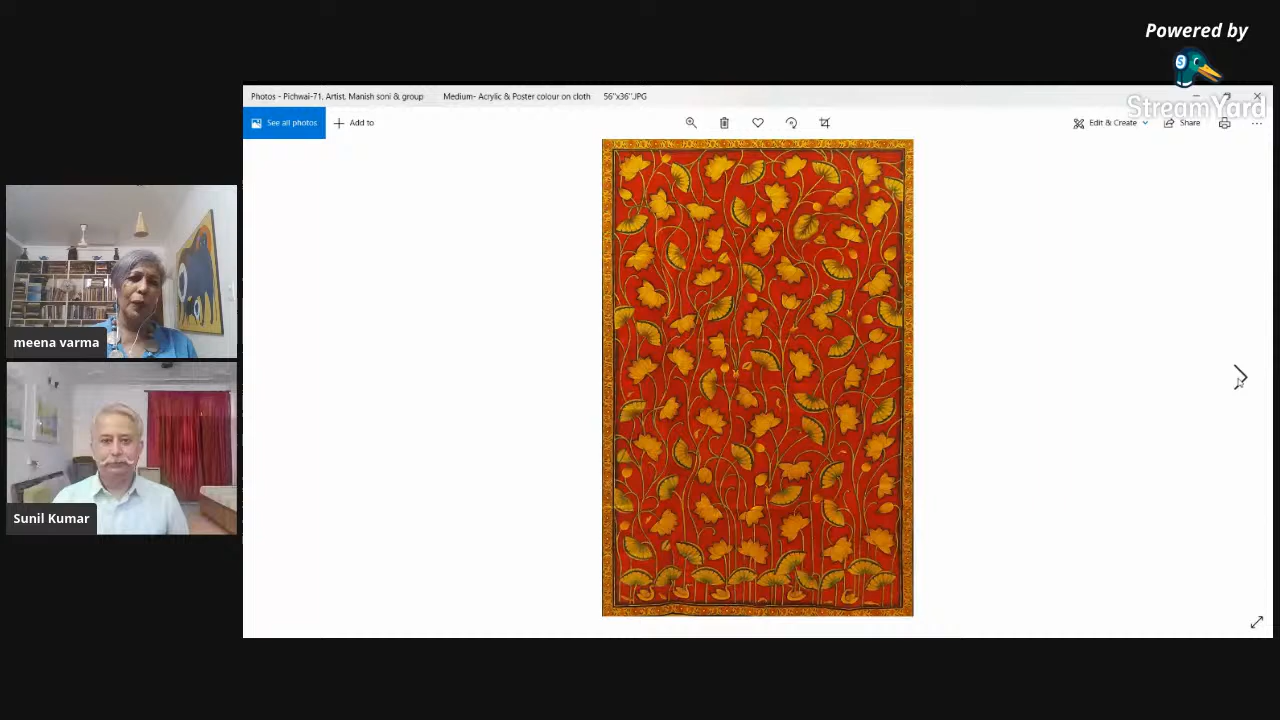 Powered by
StreamYard
Photos - Pichwai-71, Artist, Manish soni & group Medium- Acrylic & Poster colour on cloth 56"x36".JPG
See all photos
Add to
Edit & Create
Share
meena varma
Sunil Kumar